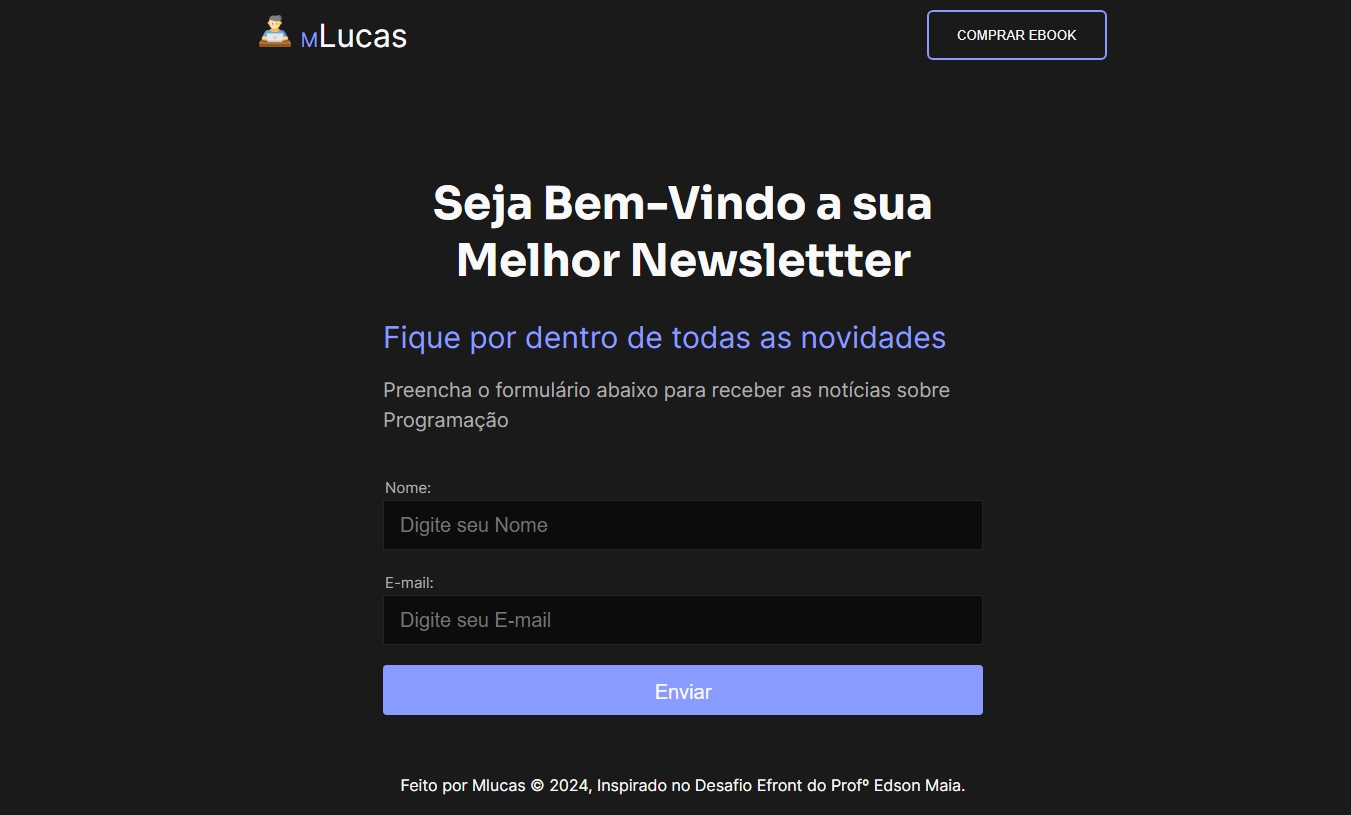 MLucas
COMPRAR EBOOK
Seja Bem-Vindo a sua
Melhor Newslettter
Fique por dentro de todas as novidades
Preencha o formulário abaixo para receber as notícias sobre
Programação
Nome:
Digite seu Nome
E-mail:
Digite seu E-mail
Enviar
Feito por Mlucas © 2024, Inspirado no Desafio Efront do Profº Edson Maia.